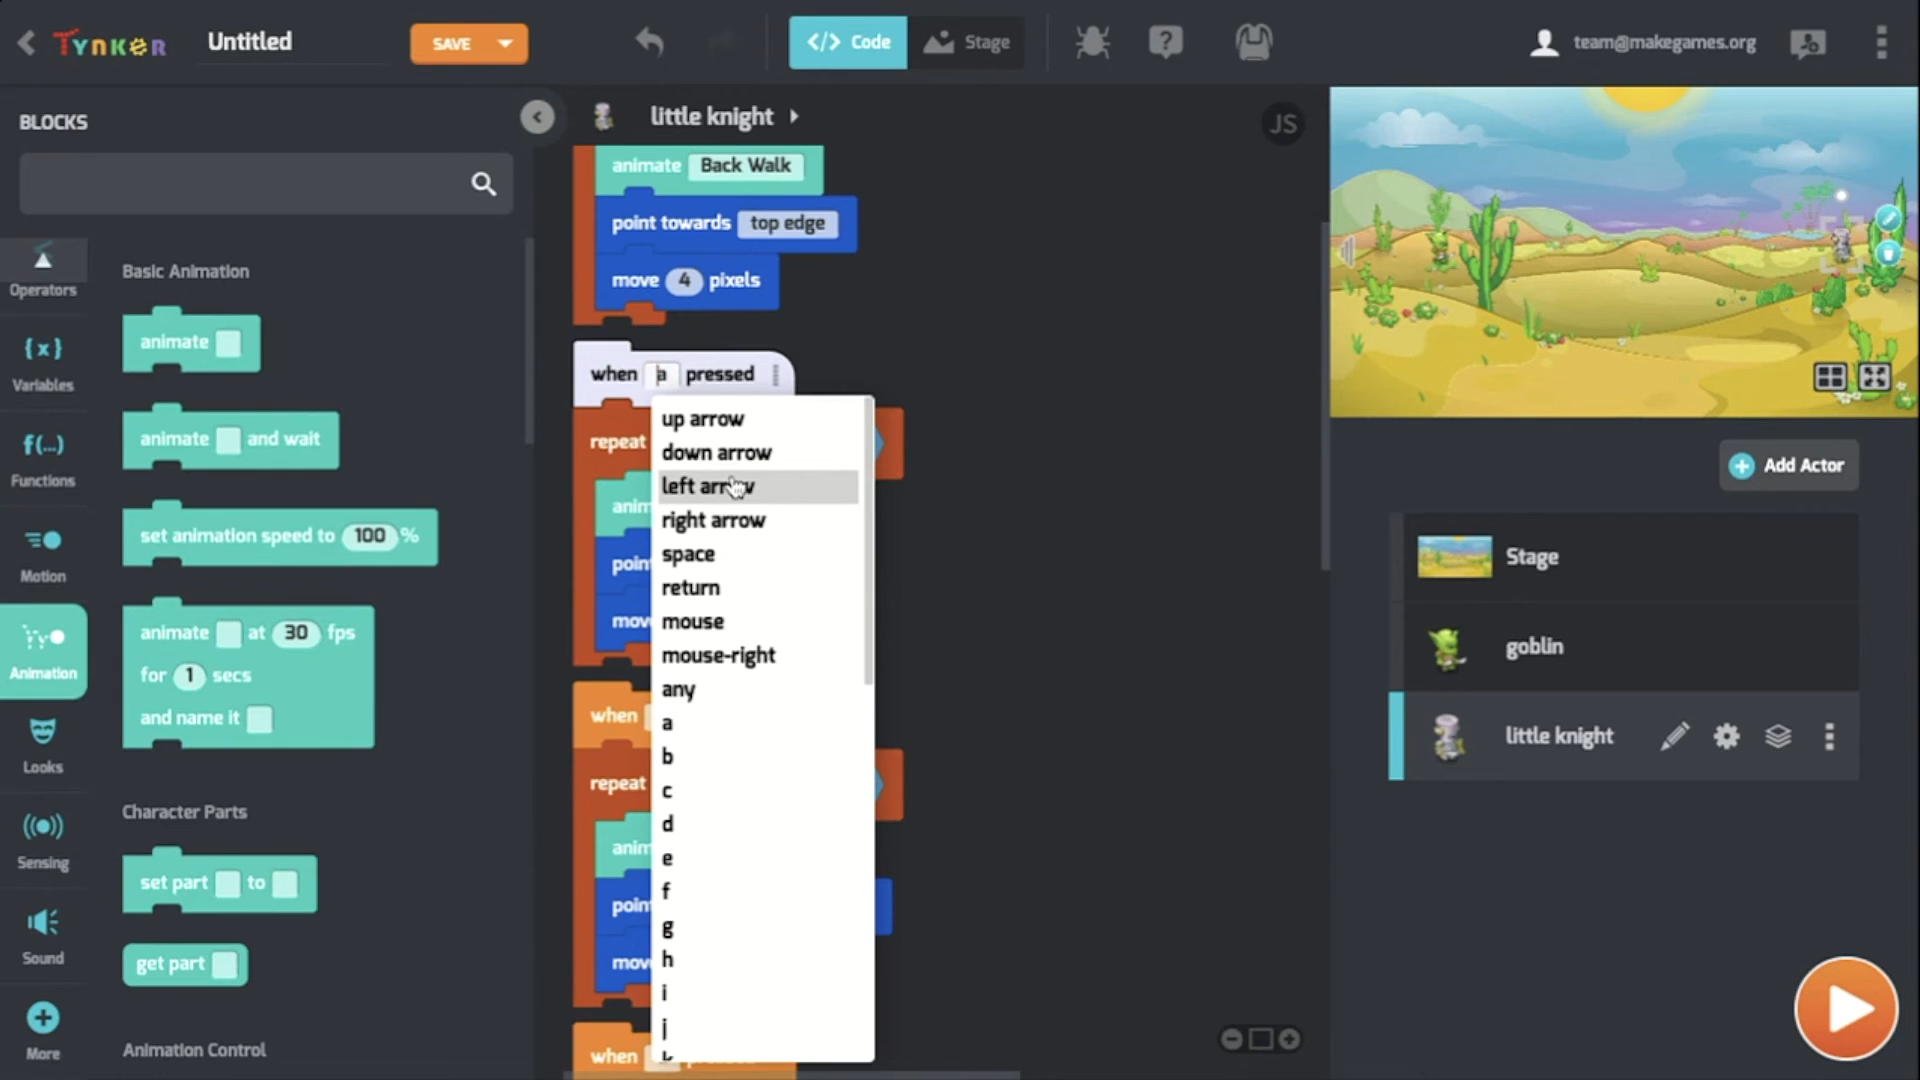 TYNKER
Untitled
SAVE
</> Code
Stage
?
team@makegames.org
BLOCKS
little knight
JS
Operators
{x}
Variables
f(...)
Functions
Motion
Animation
Looks
Sensing
Sound
More
Basic Animation
animate
animate and wait
set animation speed to 100 %
animate at 30 fps
for 1 secs
and name it
Character Parts
set part to
get part
Animation Control
animate Back Walk
point towards top edge
move 4 pixels
when a pressed
repeat
when
repeat
when
up arrow
down arrow
left arrow
right arrow
space
return
mouse
mouse-right
any
a
b
c
d
e
f
g
h
i
j
Add Actor
Stage
goblin
little knight